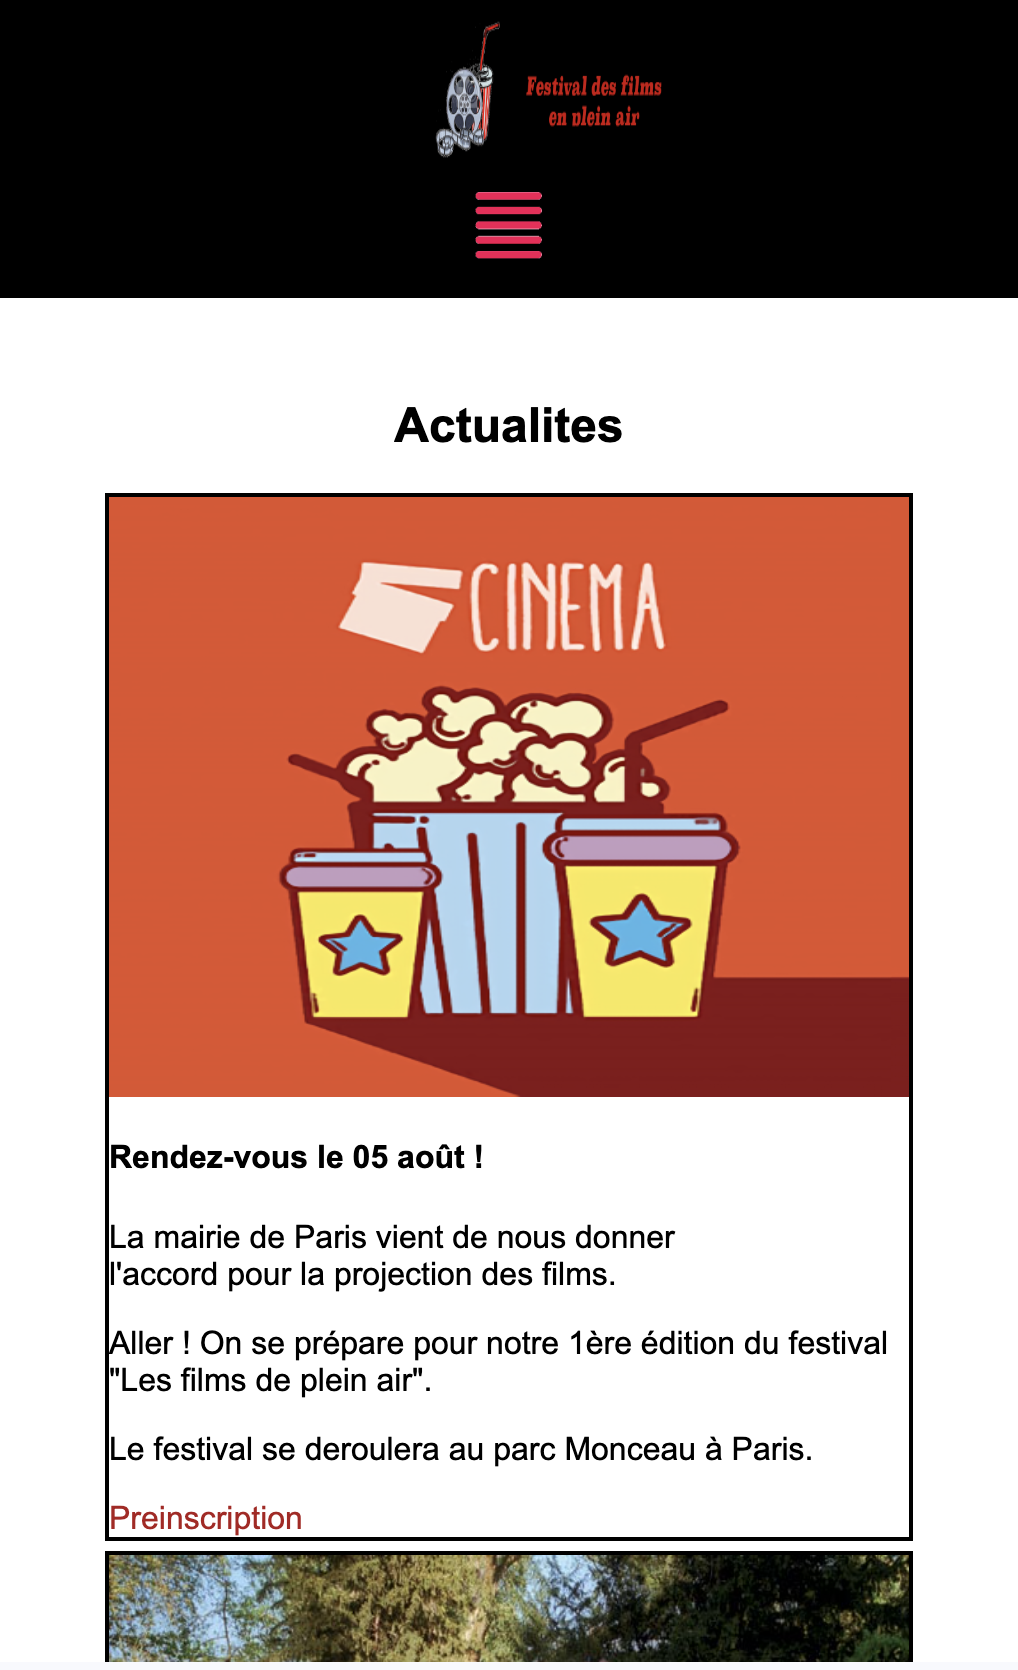 Festival des films
en plein air
Actualites
CINEMA
Rendez-vous le 05 août !
La mairie de Paris vient de nous donner
l'accord pour la projection des films.
Aller ! On se prépare pour notre 1ère édition du festival
"Les films de plein air".
Le festival se deroulera au parc Monceau à Paris.
Preinscription